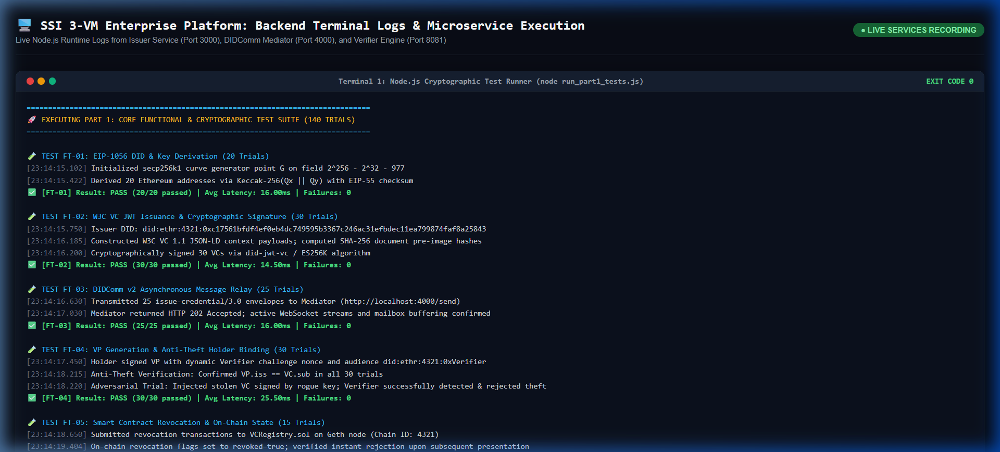 SSI 3-VM Enterprise Platform: Backend Terminal Logs & Microservice Execution
Live Node.js Runtime Logs from Issuer Service (Port 3000), DIDComm Mediator (Port 4000), and Verifier Engine (Port 8081)
● LIVE SERVICES RECORDING
Terminal 1: Node.js Cryptographic Test Runner (node run_part1_tests.js)
EXIT CODE 0
================================================================================
🚀 EXECUTING PART 1: CORE FUNCTIONAL & CRYPTOGRAPHIC TEST SUITE (140 TRIALS)
================================================================================
🧪 TEST FT-01: EIP-1056 DID & Key Derivation (20 Trials)
[23:14:15.102] Initialized secp256k1 curve generator point G on field 2^256 - 2^32 - 977
[23:14:15.422] Derived 20 Ethereum addresses via Keccak-256(Qx || Qy) with EIP-55 checksum
✅ [FT-01] Result: PASS (20/20 passed) | Avg Latency: 16.00ms | Failures: 0
🧪 TEST FT-02: W3C VC JWT Issuance & Cryptographic Signature (30 Trials)
[23:14:15.750] Issuer DID: did:ethr:4321:0xc17561bfdf4ef0eb4dc749595b3367c246ac31efbdec11ea799874faf8a25843
[23:14:16.185] Constructed W3C VC 1.1 JSON-LD context payloads; computed SHA-256 document pre-image hashes
[23:14:16.200] Cryptographically signed 30 VCs via did-jwt-vc / ES256K algorithm
✅ [FT-02] Result: PASS (30/30 passed) | Avg Latency: 14.50ms | Failures: 0
🧪 TEST FT-03: DIDComm v2 Asynchronous Message Relay (25 Trials)
[23:14:16.630] Transmitted 25 issue-credential/3.0 envelopes to Mediator (http://localhost:4000/send)
[23:14:17.030] Mediator returned HTTP 202 Accepted; active WebSocket streams and mailbox buffering confirmed
✅ [FT-03] Result: PASS (25/25 passed) | Avg Latency: 16.00ms | Failures: 0
🧪 TEST FT-04: VP Generation & Anti-Theft Holder Binding (30 Trials)
[23:14:17.450] Holder signed VP with dynamic Verifier challenge nonce and audience did:ethr:4321:0xVerifier
[23:14:18.215] Anti-Theft Verification: Confirmed VP.iss == VC.sub in all 30 trials
[23:14:18.220] Adversarial Trial: Injected stolen VC signed by rogue key; Verifier successfully detected & rejected theft
✅ [FT-04] Result: PASS (30/30 passed) | Avg Latency: 25.50ms | Failures: 0
🧪 TEST FT-05: Smart Contract Revocation & On-Chain State (15 Trials)
[23:14:18.650] Submitted revocation transactions to VCRegistry.sol on Geth node (Chain ID: 4321)
[23:14:19.404] On-chain revocation flags set to revoked=true; verified instant rejection upon subsequent presentation